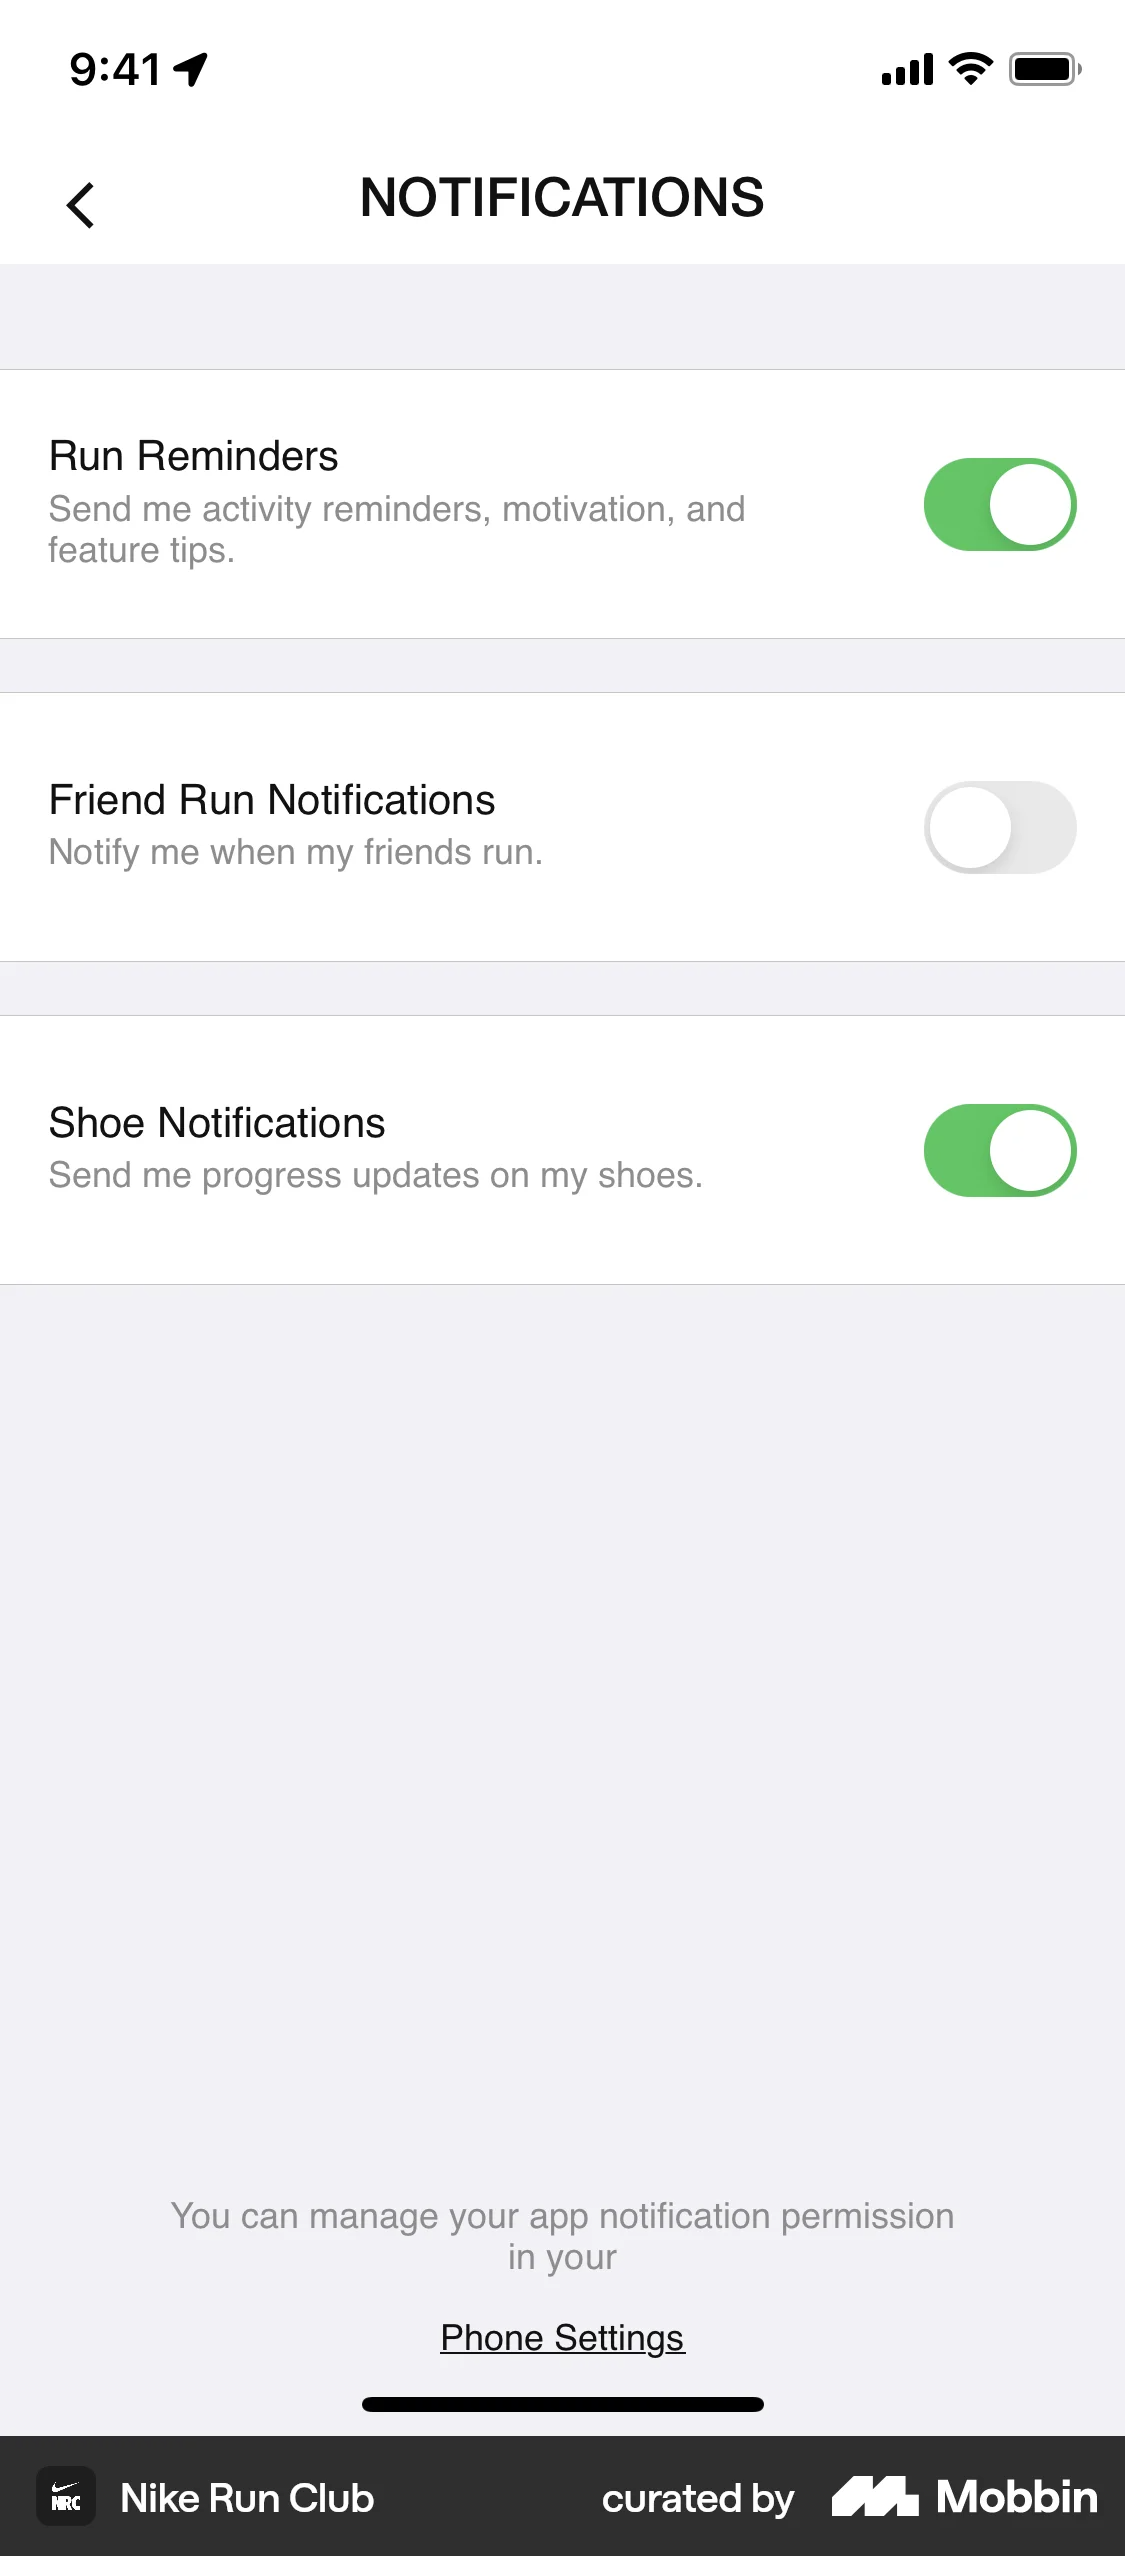 9:41
NOTIFICATIONS
Run Reminders
Send me activity reminders, motivation, and
feature tips.
Friend Run Notifications
Notify me when my friends run.
Shoe Notifications
Send me progress updates on my shoes.
You can manage your app notification permission
in your
Phone Settings
NRC
Nike Run Club
curated by
Mobbin